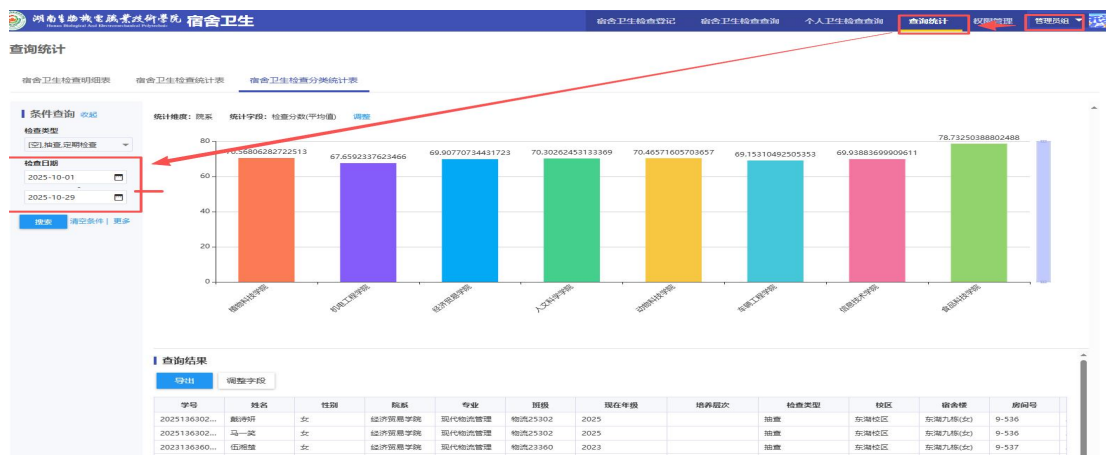 湖南生物机电职业技术学院 宿舍卫生
Hunan Biological And Electromechanical Polytechnic
宿舍卫生检查登记 宿舍卫生检查查询 个人卫生检查查询 查询统计 权限管理 管理员组
查询统计
宿舍卫生检查明细表 宿舍卫生检查统计表 宿舍卫生检查分类统计表
条件查询 收起
检查类型
[空],抽查,定期检查
检查日期
2025-10-01
-
2025-10-29
搜索 清空条件 | 更多
统计维度: 院系 统计字段: 检查分数(平均值) 调整
80
60
40
20
0
70.56806282722513
67.6592337623466
69.90770734431723
70.30262453133369
70.46571605703657
69.15310492505353
69.93883699909611
78.73250388802488
植物科技学院
机电工程学院
经济贸易学院
人文科学学院
动物科技学院
车辆工程学院
信息技术学院
食品科技学院
查询结果
导出 调整字段
学号 姓名 性别 院系 专业 班级 现在年级 培养层次 检查类型 校区 宿舍楼 房间号
2025136302... 戴诗妍 女 经济贸易学院 现代物流管理 物流25302 2025 抽查 东湖校区 东湖九栋(女) 9-536
2025136302... 马一笑 女 经济贸易学院 现代物流管理 物流25302 2025 抽查 东湖校区 东湖九栋(女) 9-536
2023136360... 女 经济贸易学院 现代物流管理 物流23360 2023 抽查 东湖校区 东湖九栋(女) 9-537